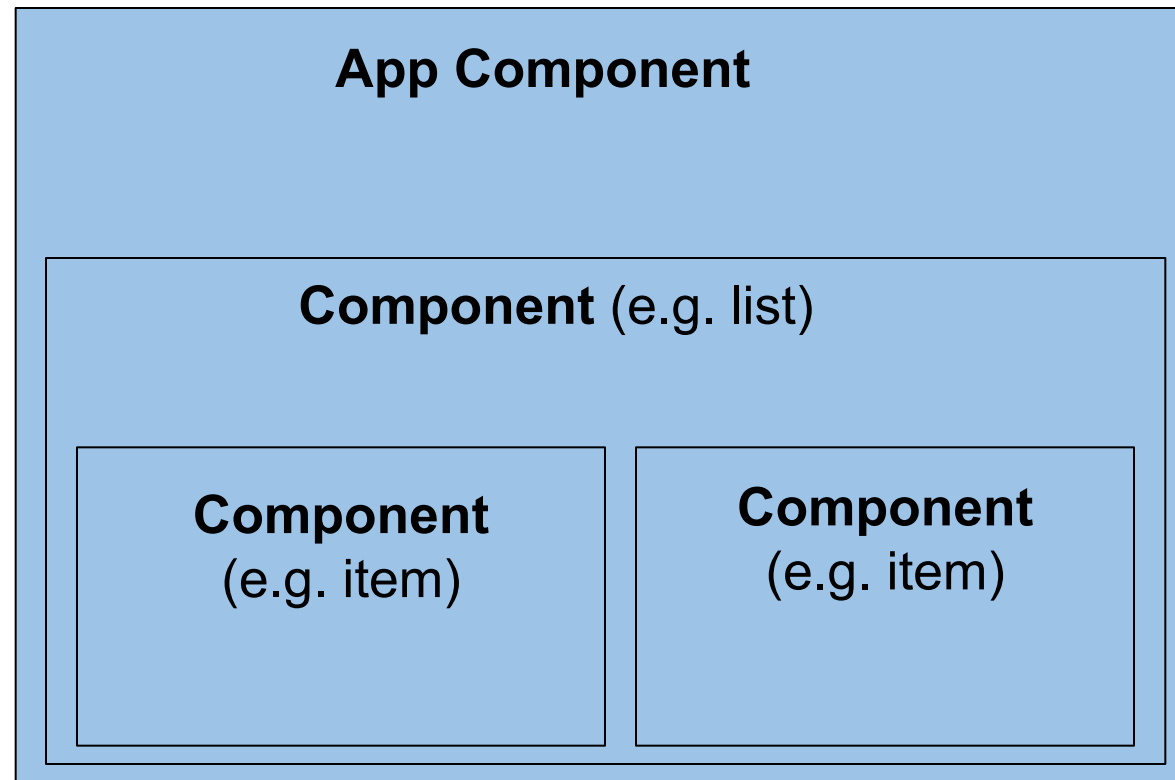 App Component
Component (e.g. list)
Component
(e.g. item)
Component
(e.g. item)